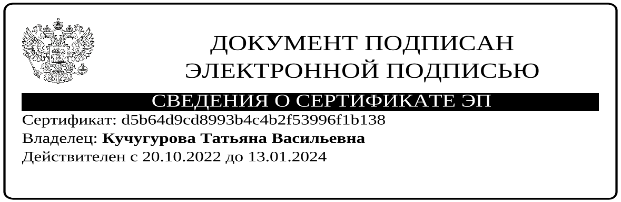 ДОКУМЕНТ ПОДПИСАН
ЭЛЕКТРОННОЙ ПОДПИСЬЮ
СВЕДЕНИЯ О СЕРТИФИКАТЕ ЭП
Сертификат: d5b64d9cd8993b4c4b2f53996f1b138
Владелец: Кучугурова Татьяна Васильевна
Действителен с 20.10.2022 до 13.01.2024